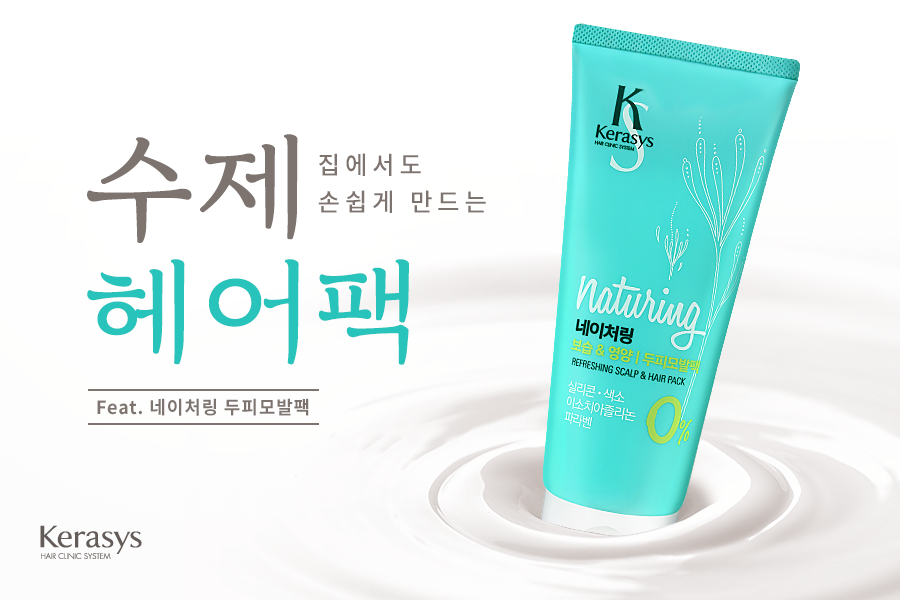 수제
집에서도
손쉽게 만드는
헤어팩
Feat. 네이처링 두피모발팩
Kerasys
HAIR CLINIC SYSTEM
KS
Kerasys
HAIR CLINIC SYSTEM
naturing
네이처링
보습 & 영양 | 두피모발팩
REFRESHING SCALP & HAIR PACK
실리콘 · 색소
이소치아졸리논
파라벤
0%